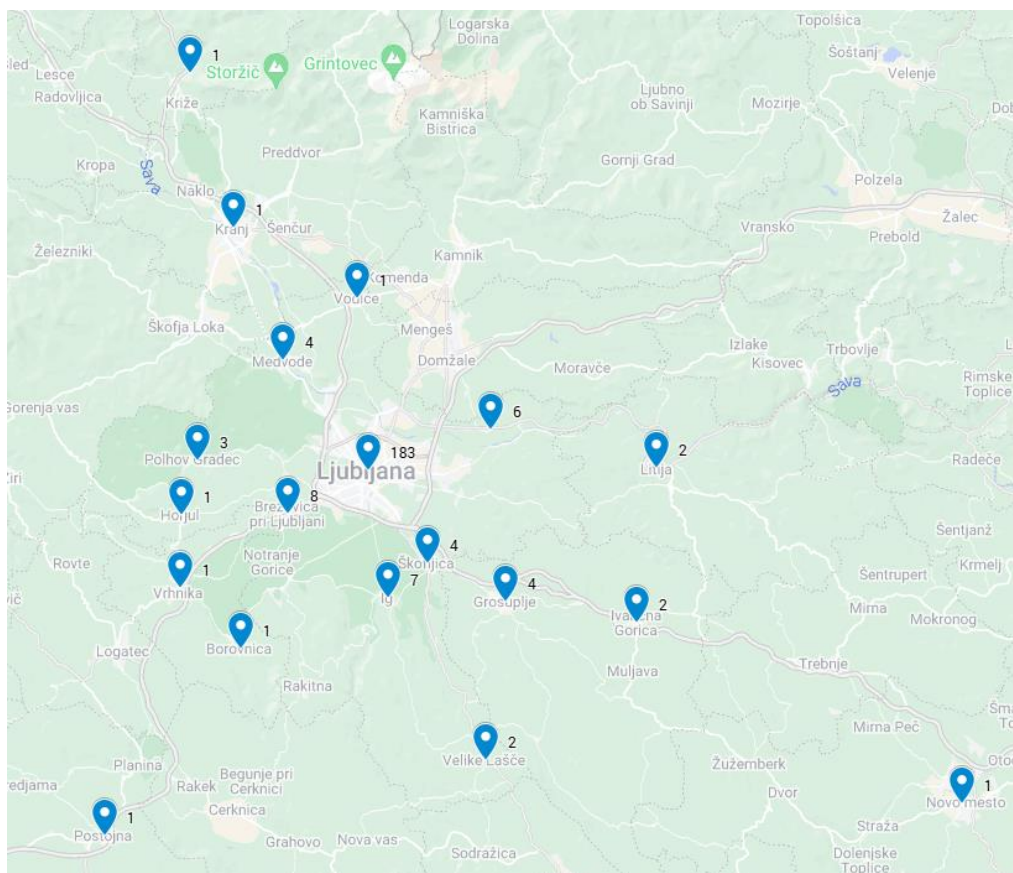 Topolšica
Logarska
Dolina
1
Šoštanj
Storžič
Grintovec
Velenje
sled
Lesce
Ljubno
ob Savinji
Radovljica
Križe
Mozirje
Kamniška
Bistrica
Preddvor
Gornji Grad
Kropa
Sava
Polzela
Naklo
1
Kranj
Šenčur
Vransko
Žalec
Prebold
Železniki
Kamnik
1
Komenda
Vodice
Škofja Loka
4
Mengeš
Medvode
Domžale
Izlake
Trbovlje
Kisovec
Moravče
Rimske
Toplice
Sava
Gorenja vas
6
3
183
2
Polhov Gradec
Ljubljana
Litija
Radeče
Žiri
1
8
Horjul
Brezovica
pri Ljubljani
Šentjanž
4
Notranje
Gorice
Rovte
1
Škofljica
Krmelj
7
4
Šentrupert
Vrhnika
Ig
Grosuplje
2
Mirna
Ivančna
Gorica
Mokronog
1
Borovnica
Logatec
Trebnje
Muljava
Rakitna
Mirna Peč
2
Velike Lašče
Planina
Žužemberk
Otoč
Begunje pri
Cerknici
Rakek
1
Dvor
Novo mesto
Cerknica
1
Postojna
Straža
Grahovo
Nova vas
Sodražica
Dolenjske
Toplice